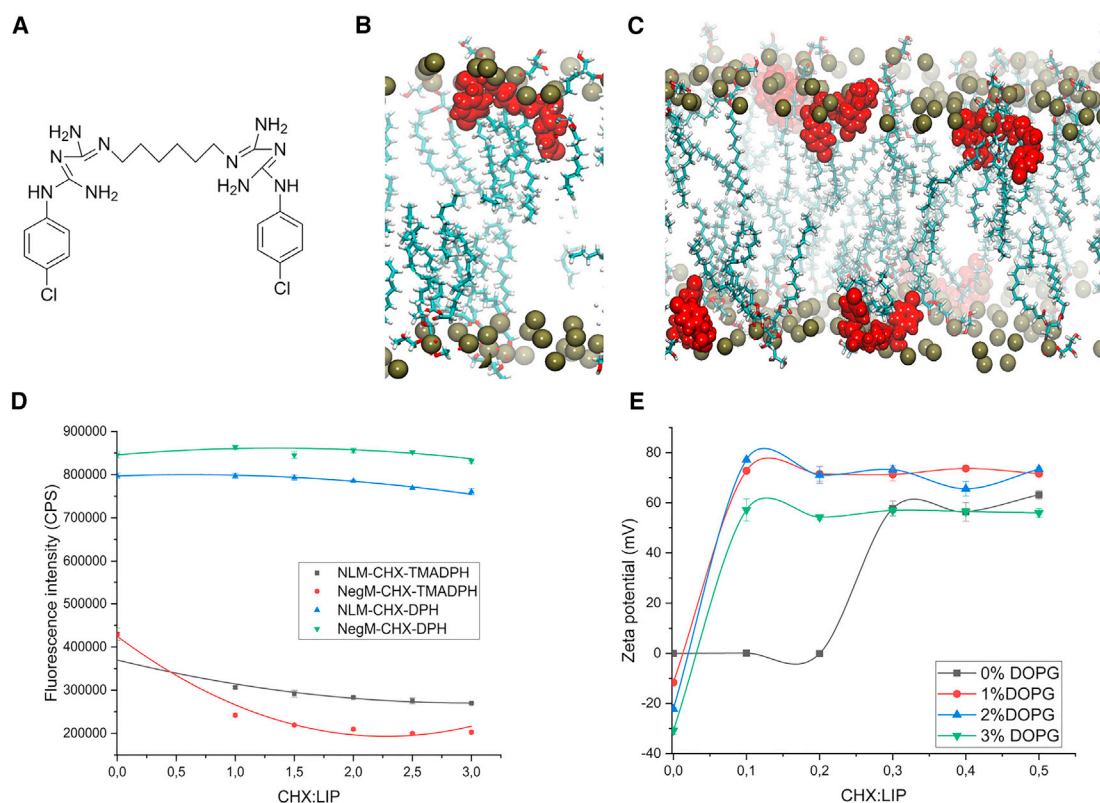 A
B
C
NH2
H2N
N
N
N
N
NH2
NH2
H2N
HN
NH
Cl
Cl
D
900000
800000
700000
600000
500000
400000
300000
200000
Fluorescence intensity (CPS)
NLM-CHX-TMADPH
NegM-CHX-TMADPH
NLM-CHX-DPH
NegM-CHX-DPH
0,0 0,5 1,0 1,5 2,0 2,5 3,0
CHX:LIP
E
80
60
40
20
0
-20
-40
Zeta potential (mV)
0% DOPG
1%DOPG
2%DOPG
3% DOPG
0,0 0,1 0,2 0,3 0,4 0,5
CHX:LIP